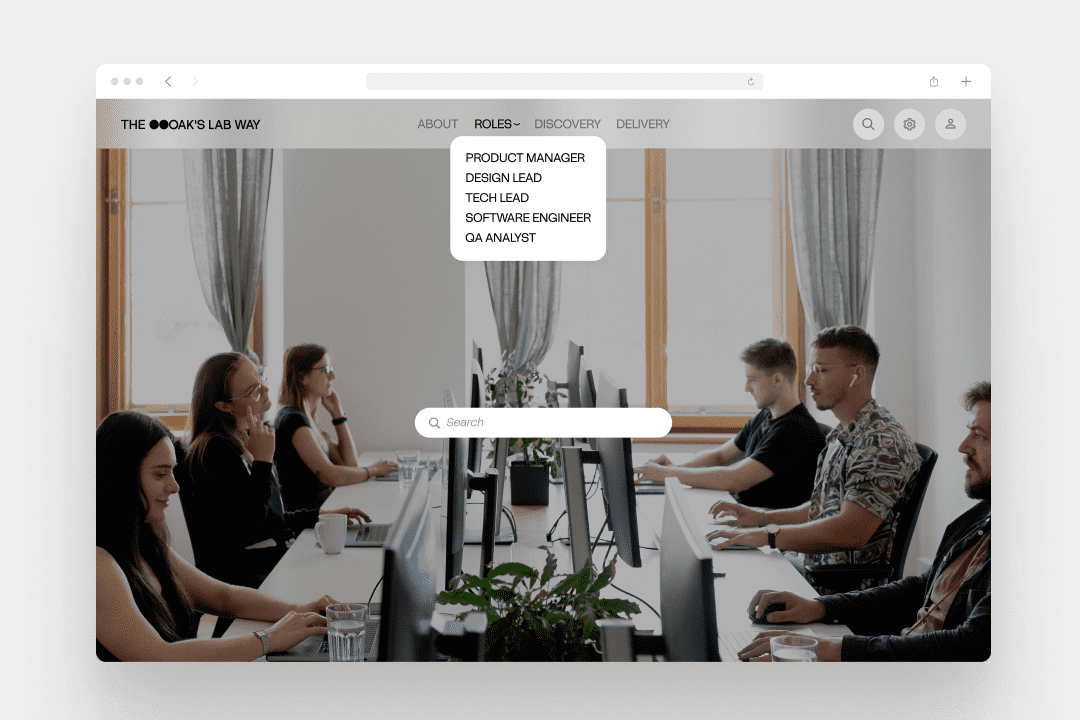 THE ●●OAK'S LAB WAY
ABOUT ROLES DISCOVERY DELIVERY
PRODUCT MANAGER
DESIGN LEAD
TECH LEAD
SOFTWARE ENGINEER
QA ANALYST
Search